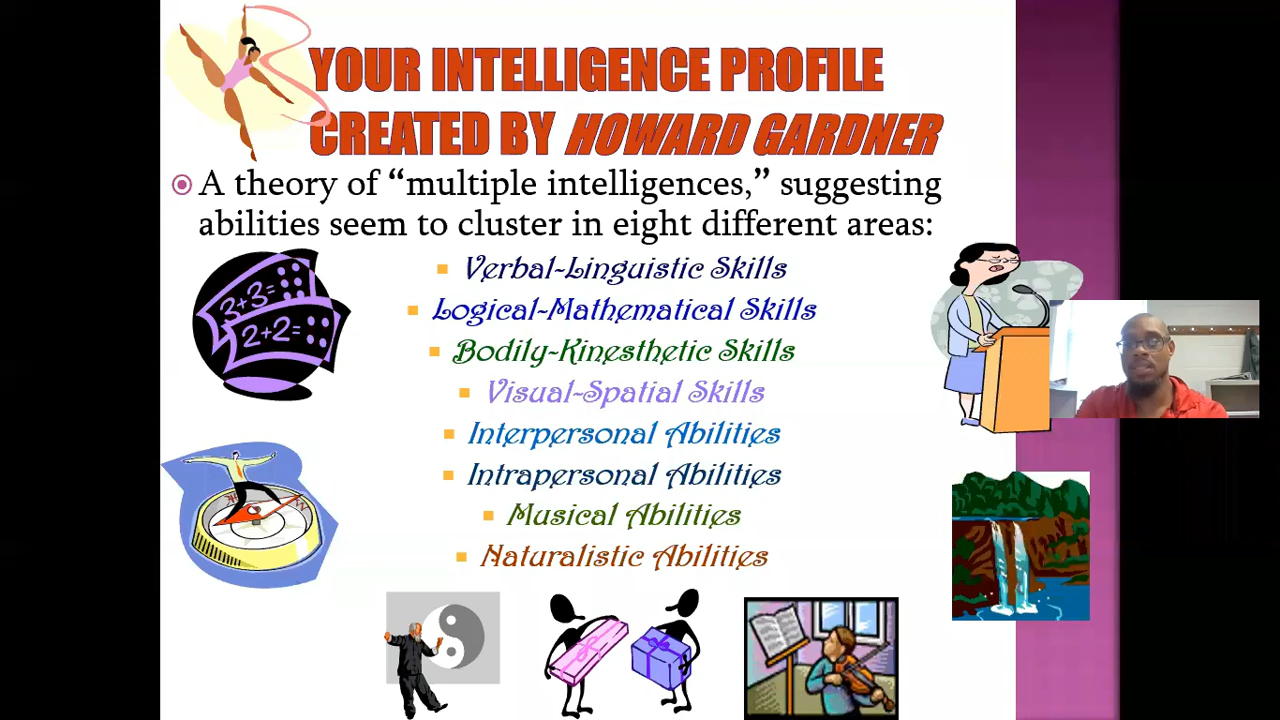 YOUR INTELLIGENCE PROFILE
CREATED BY HOWARD GARDNER
A theory of “multiple intelligences,” suggesting
abilities seem to cluster in eight different areas:
Verbal-Linguistic Skills
Logical-Mathematical Skills
3+3=
2+2=
Bodily-Kinesthetic Skills
Visual-Spatial Skills
Interpersonal Abilities
Intrapersonal Abilities
Musical Abilities
Naturalistic Abilities